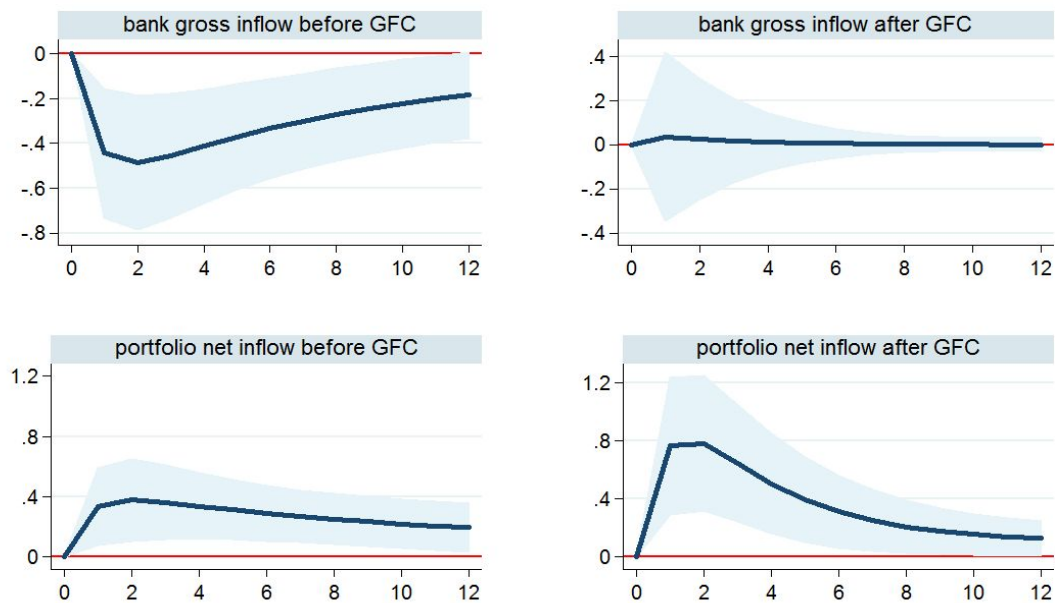 bank gross inflow before GFC
0
-.2
-.4
-.6
-.8
0 2 4 6 8 10 12
bank gross inflow after GFC
.4
.2
0
-.2
-.4
0 2 4 6 8 10 12
portfolio net inflow before GFC
1.2
.8
.4
0
0 2 4 6 8 10 12
portfolio net inflow after GFC
1.2
.8
.4
0
0 2 4 6 8 10 12